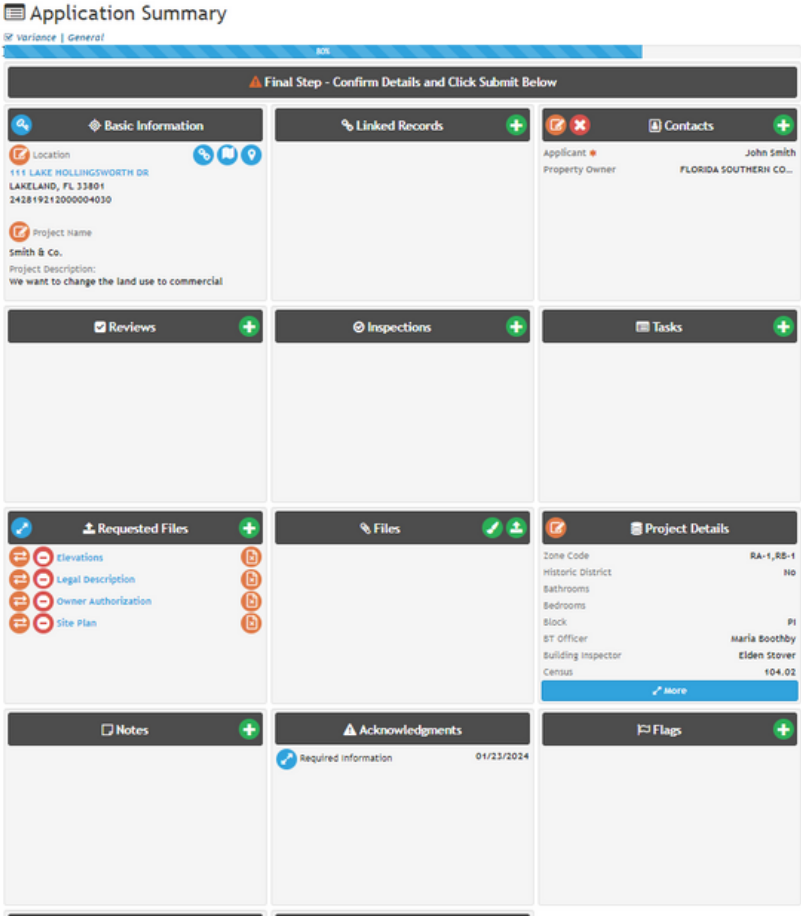 Application Summary
Variance | General
80%
Final Step - Confirm Details and Click Submit Below
Basic Information
Location
111 LAKE HOLLINGSWORTH DR
LAKELAND, FL 33801
242819212000004030
Project Name
Smith & Co.
Project Description:
We want to change the land use to commercial
Linked Records
Contacts
Applicant * John Smith
Property Owner FLORIDA SOUTHERN CO...
Reviews
Inspections
Tasks
Requested Files
Elevations
Legal Description
Owner Authorization
Site Plan
Files
Project Details
Zone Code RA-1,RB-1
Historic District No
Bathrooms
Bedrooms
Block PI
BT Officer Maria Boothby
Building Inspector Elden Stover
Census 104.02
More
Notes
Acknowledgments
Required Information 01/23/2024
Flags